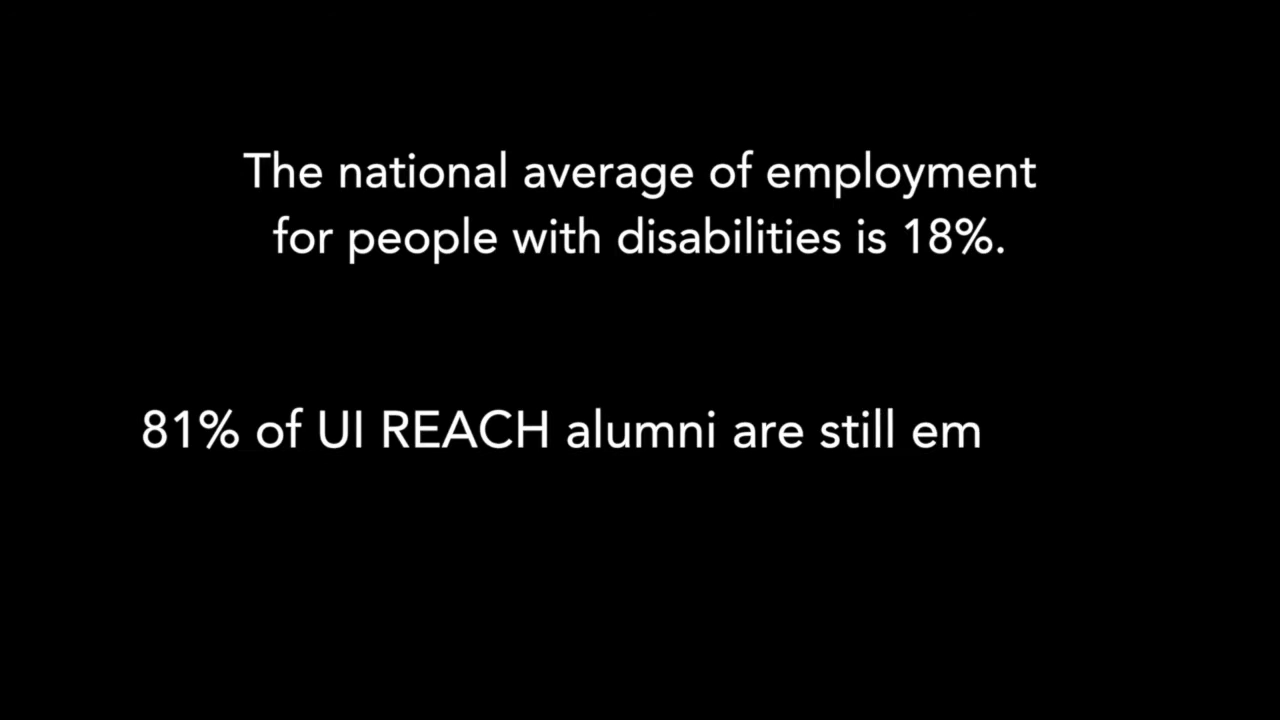 The national average of employment
for people with disabilities is 18%.
81% of UI REACH alumni are still em